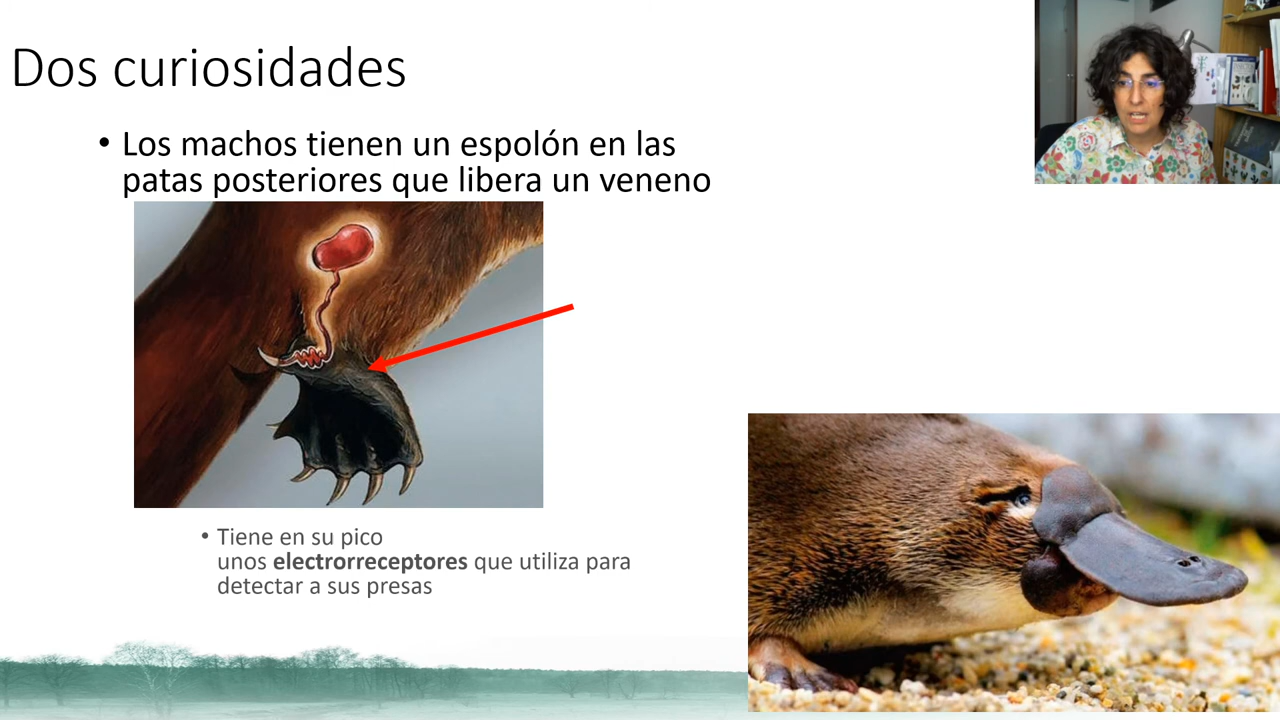 Dos curiosidades
• Los machos tienen un espolón en las
patas posteriores que libera un veneno
• Tiene en su pico
unos electrorreceptores que utiliza para
detectar a sus presas